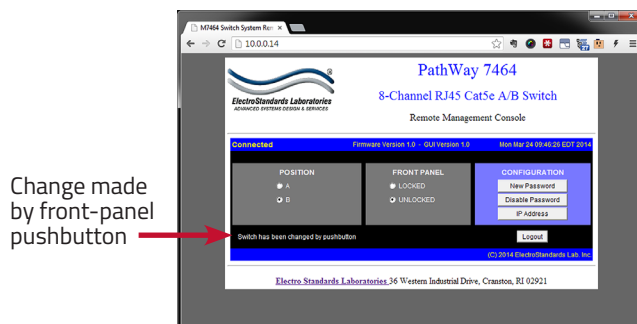 M7464 Switch System Ren
10.0.0.14
27
Change made
by front-panel
pushbutton
ElectroStandards Laboratories
ADVANCED SYSTEMS DESIGN & SERVICES
®
PathWay 7464
8-Channel RJ45 Cat5e A/B Switch
Remote Management Console
Connected Firmware Version 1.0 - GUI Version 1.0 Mon Mar 24 09:46:26 EDT 2014
POSITION
A
B
FRONT PANEL
LOCKED
UNLOCKED
CONFIGURATION
New Password
Disable Password
IP Address
Switch has been changed by pushbutton
Logout
(C) 2014 ElectroStandards Lab. Inc.
Electro Standards Laboratories 36 Western Industrial Drive, Cranston, RI 02921